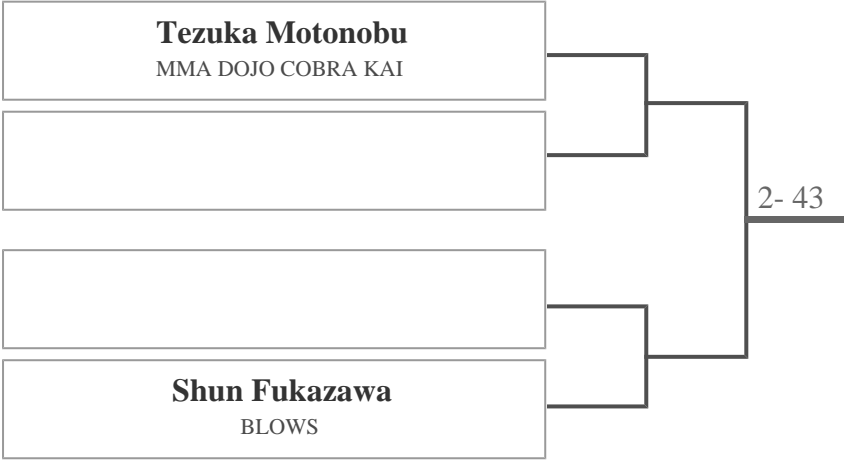 Tezuka Motonobu
MMA DOJO COBRA KAI
2- 43
Shun Fukazawa
BLOWS